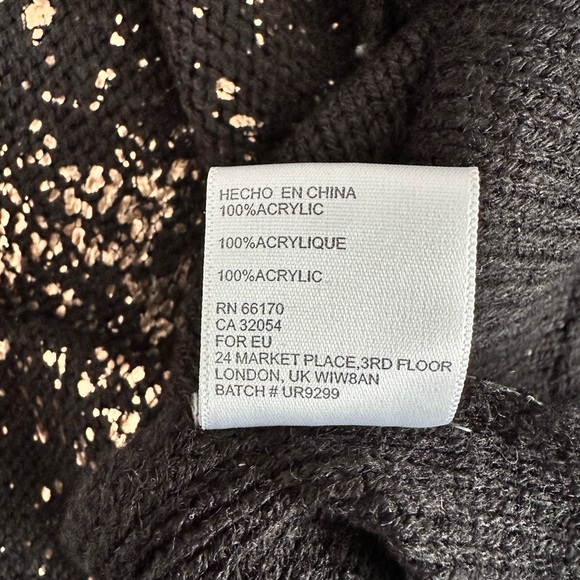 HECHO EN CHINA
100%ACRYLIC
100%ACRYLIQUE
100%ACRYLIC
RN 66170
CA 32054
FOR EU
24 MARKET PLACE,3RD FLOOR
LONDON, UK WIW8AN
BATCH # UR9299